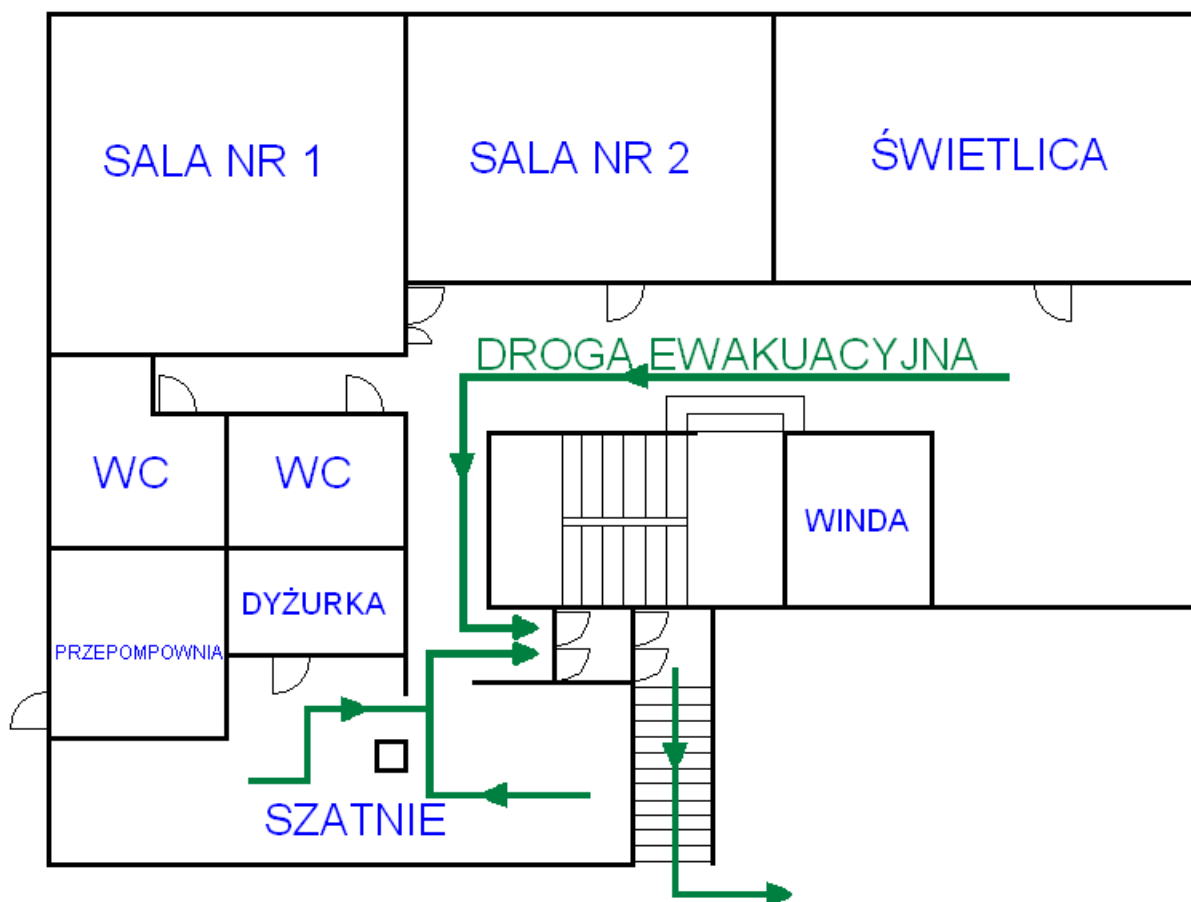 SALA NR 1
SALA NR 2
ŚWIETLICA
DROGA EWAKUACYJNA
WC
WC
WINDA
DYŻURKA
PRZEPOMPOWNIA
SZATNIE